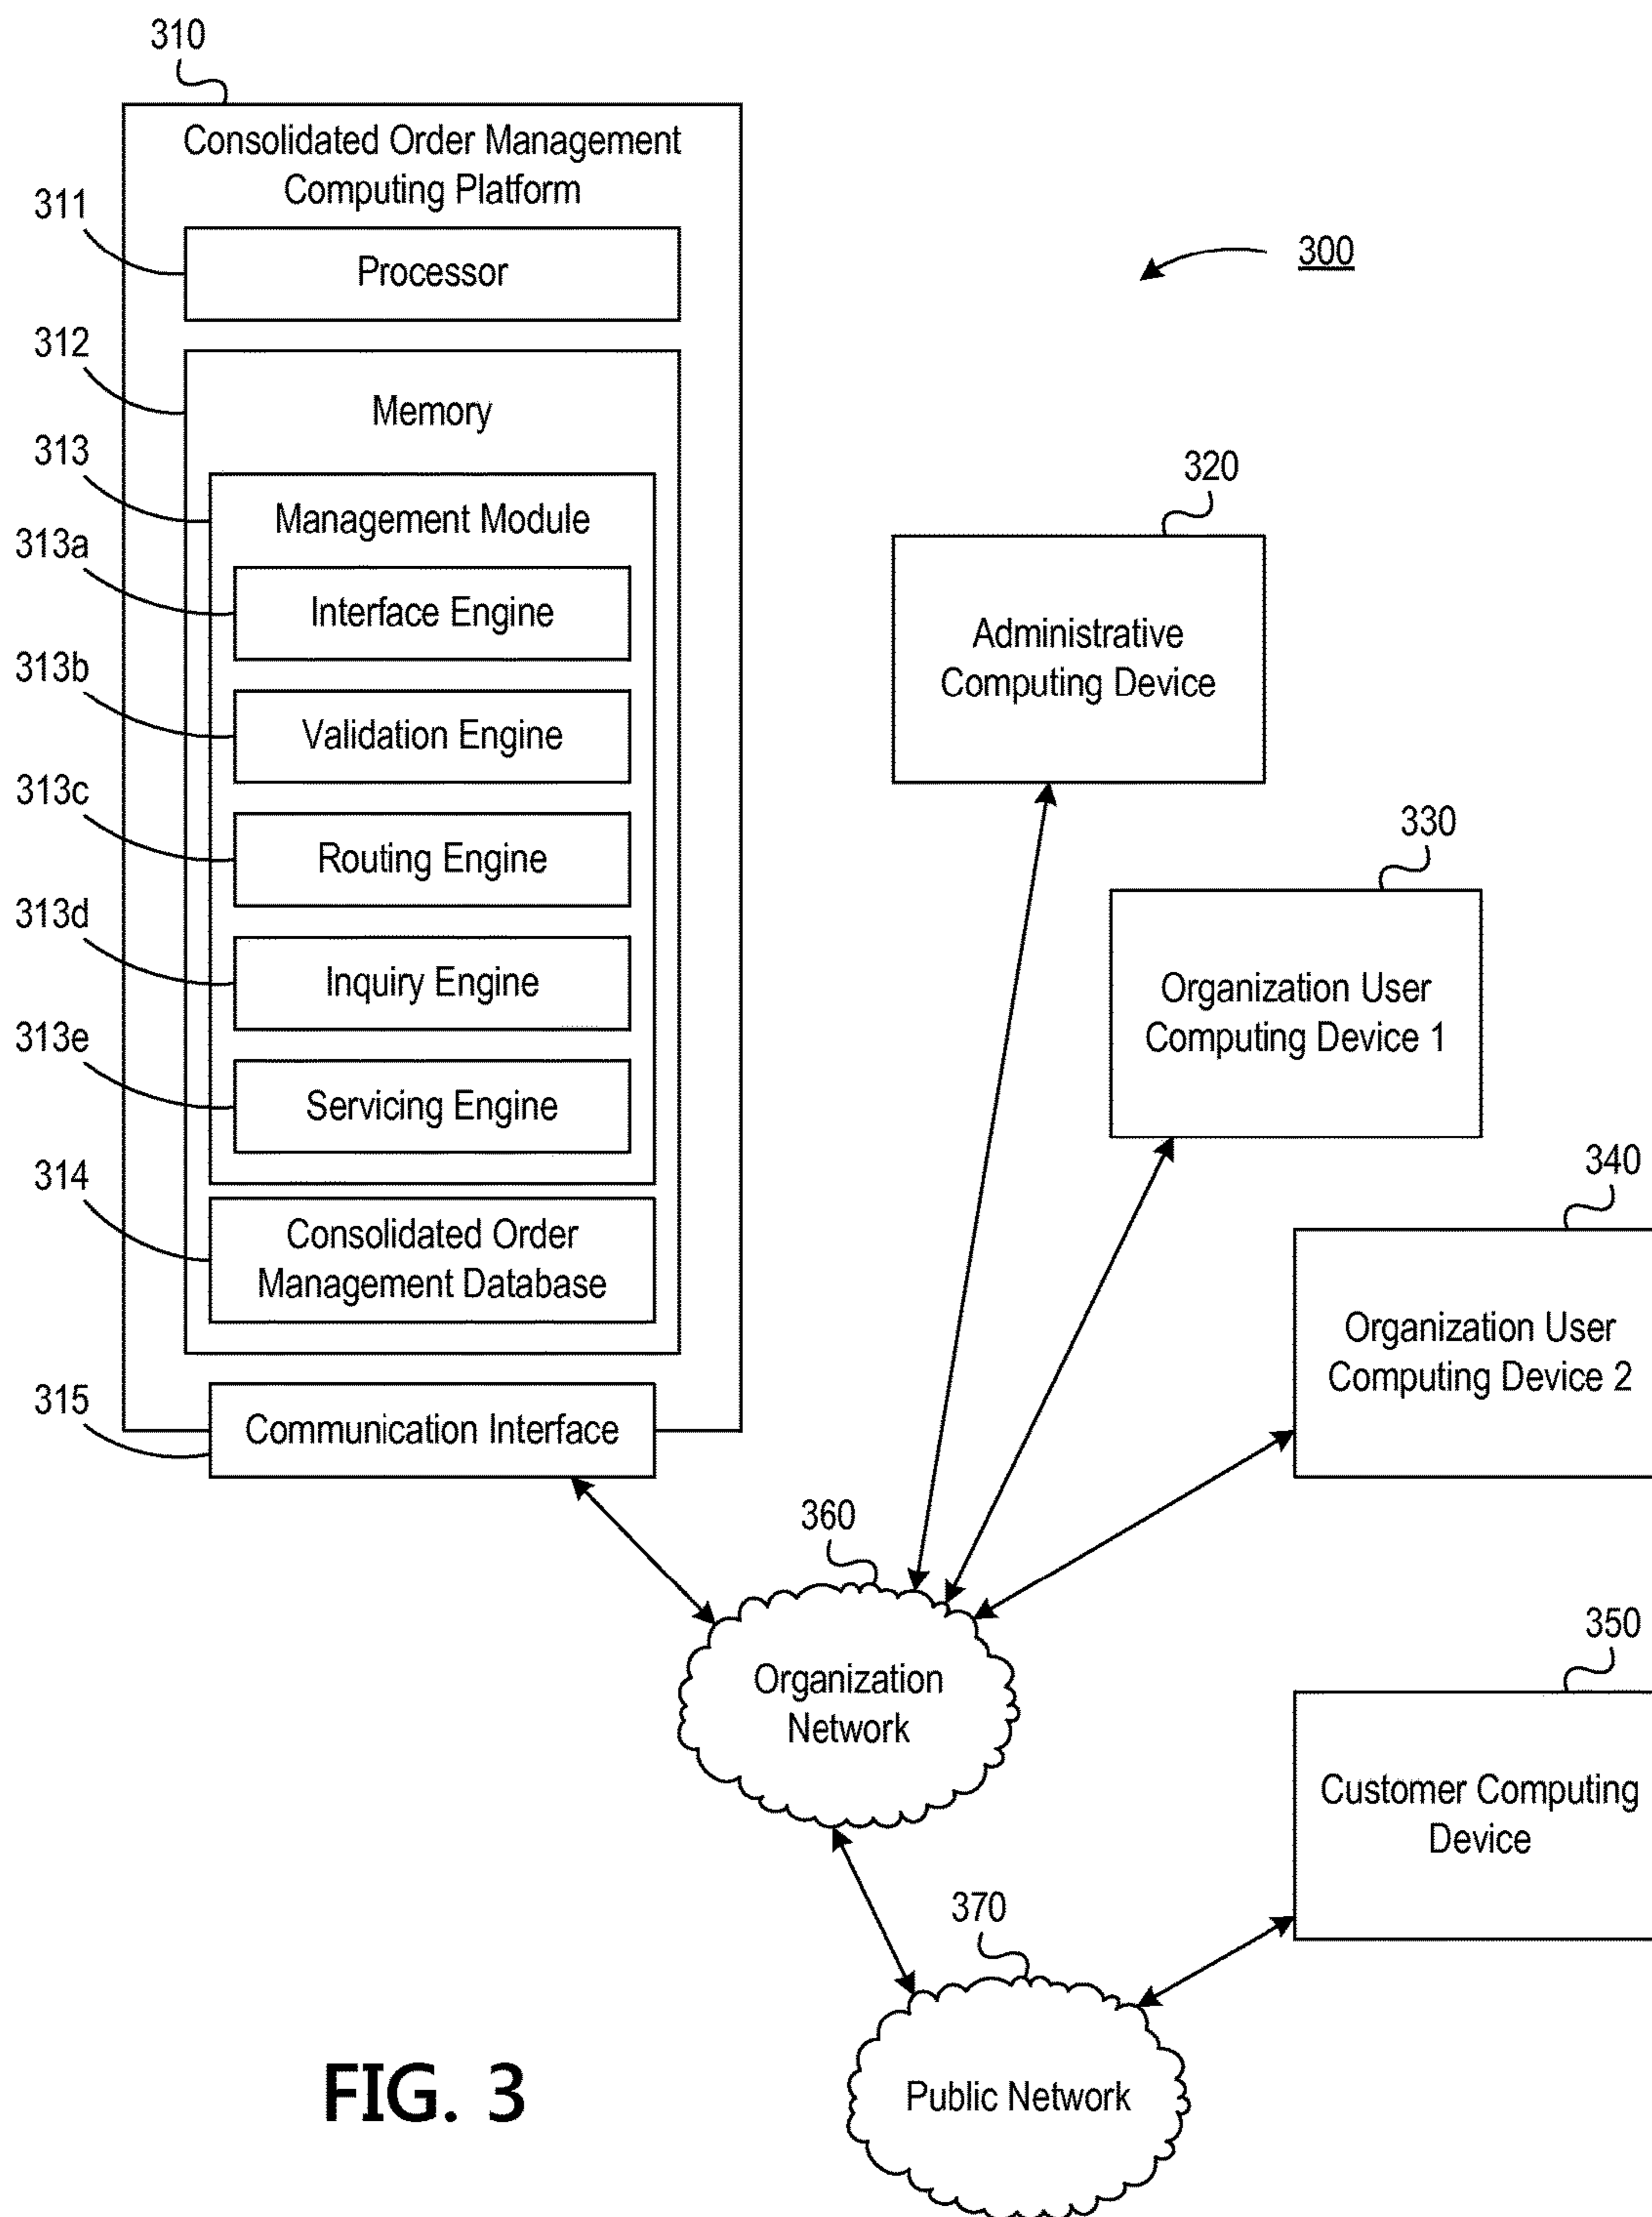 310
Consolidated Order Management
Computing Platform
311
Processor
300
312
Memory
313
Management Module
320
313a
Interface Engine
Administrative
Computing Device
313b
Validation Engine
313c
Routing Engine
330
313d
Inquiry Engine
Organization User
Computing Device 1
313e
Servicing Engine
340
314
Consolidated Order
Management Database
Organization User
Computing Device 2
315
Communication Interface
360
Organization
Network
350
Customer Computing
Device
370
Public Network
FIG. 3